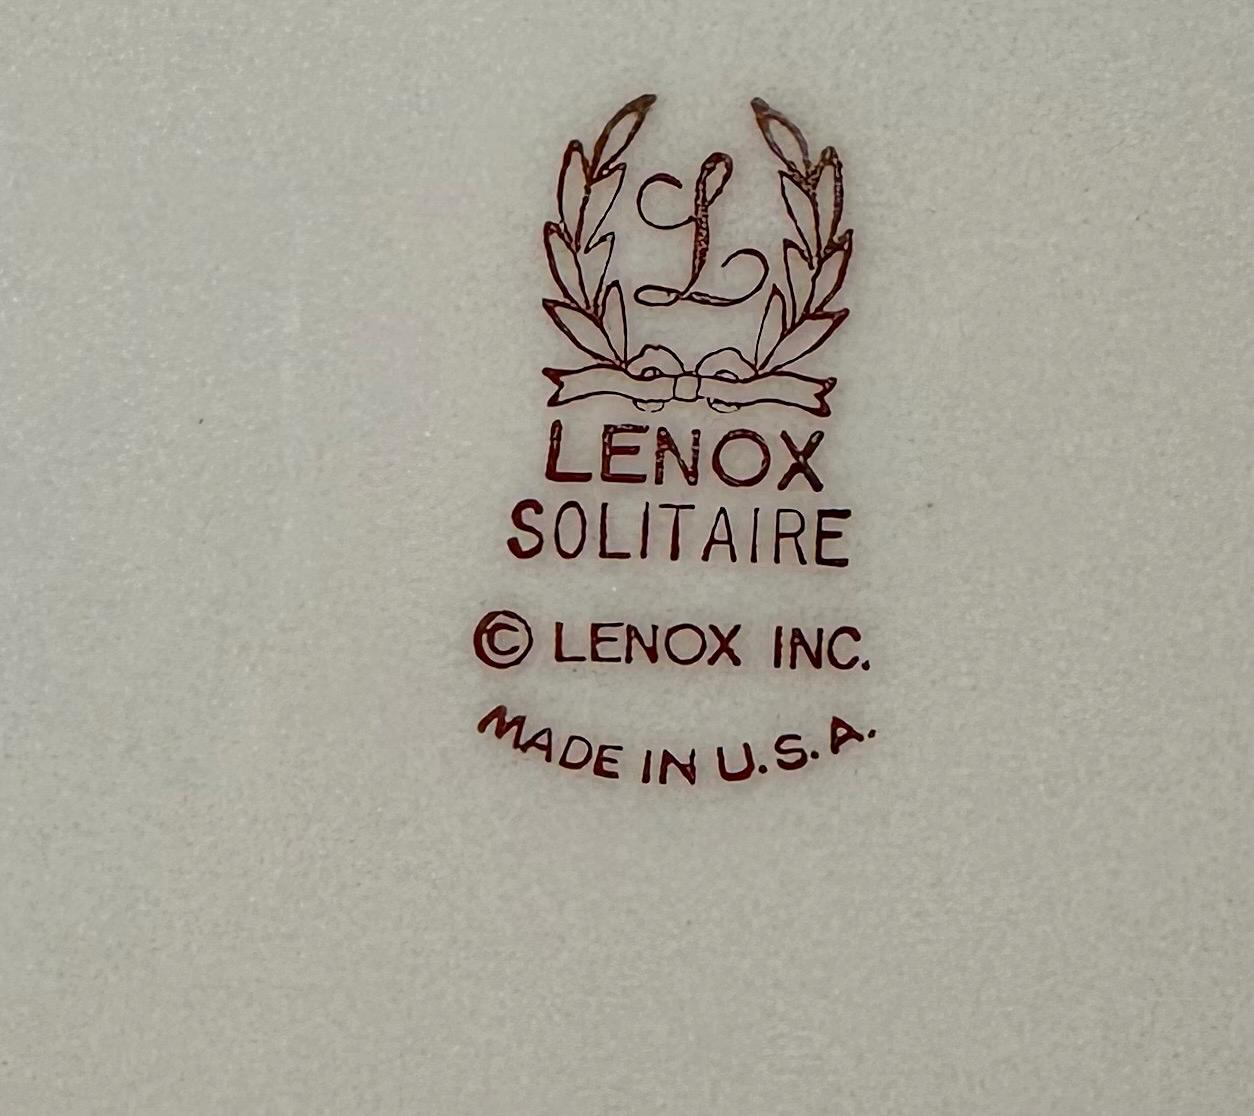 L
LENOX
SOLITAIRE
© LENOX INC.
MADE IN U.S.A.